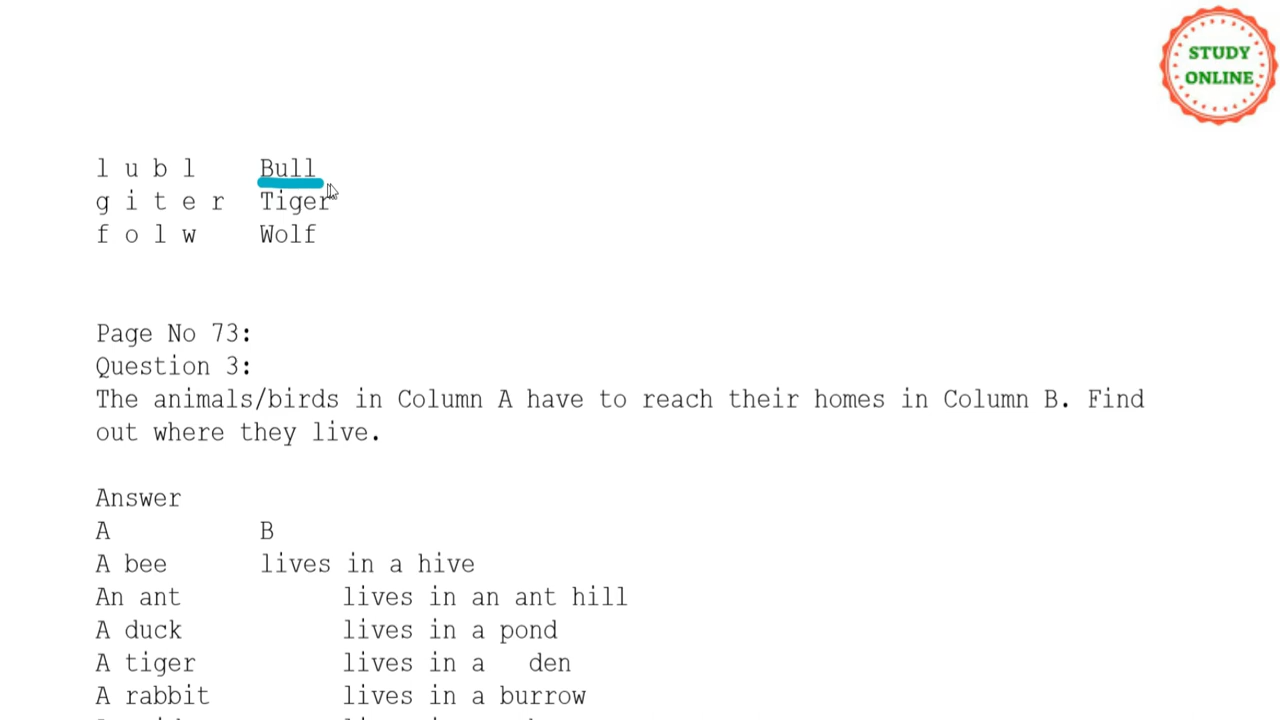 STUDY
ONLINE
l u b l Bull
g i t e r Tiger
f o l w Wolf
Page No 73:
Question 3:
The animals/birds in Column A have to reach their homes in Column B. Find
out where they live.
Answer
A B
A bee lives in a hive
An ant lives in an ant hill
A duck lives in a pond
A tiger lives in a den
A rabbit lives in a burrow